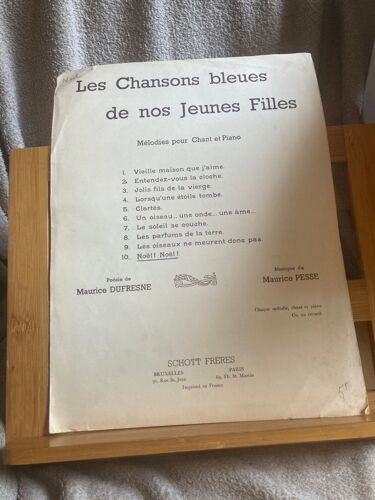 Noël
Les Chansons bleues
de nos Jeunes Filles
Mélodies pour Chant et Piano
1. Vieille maison que j'aime.
2. Entendez-vous la cloche.
3. Jolis fils de la vierge.
4. Lorsqu'une étoile tombe.
5. Clartés.
6. Un oiseau... une onde... une âme...
7. Le soleil se couche.
8. Les parfums de la terre.
9. Les oiseaux ne meurent donc pas.
10. Noël! Noël!
Poésie de
Maurice DUFRESNE
Musique de
Maurice PESSE
Chaque mélodie, chant et piano
Ou, en recueil
SCHOTT FRÈRES
BRUXELLES
30, Rue St. Jean
PARIS
69, Fb. St. Martin
Imprimé en France